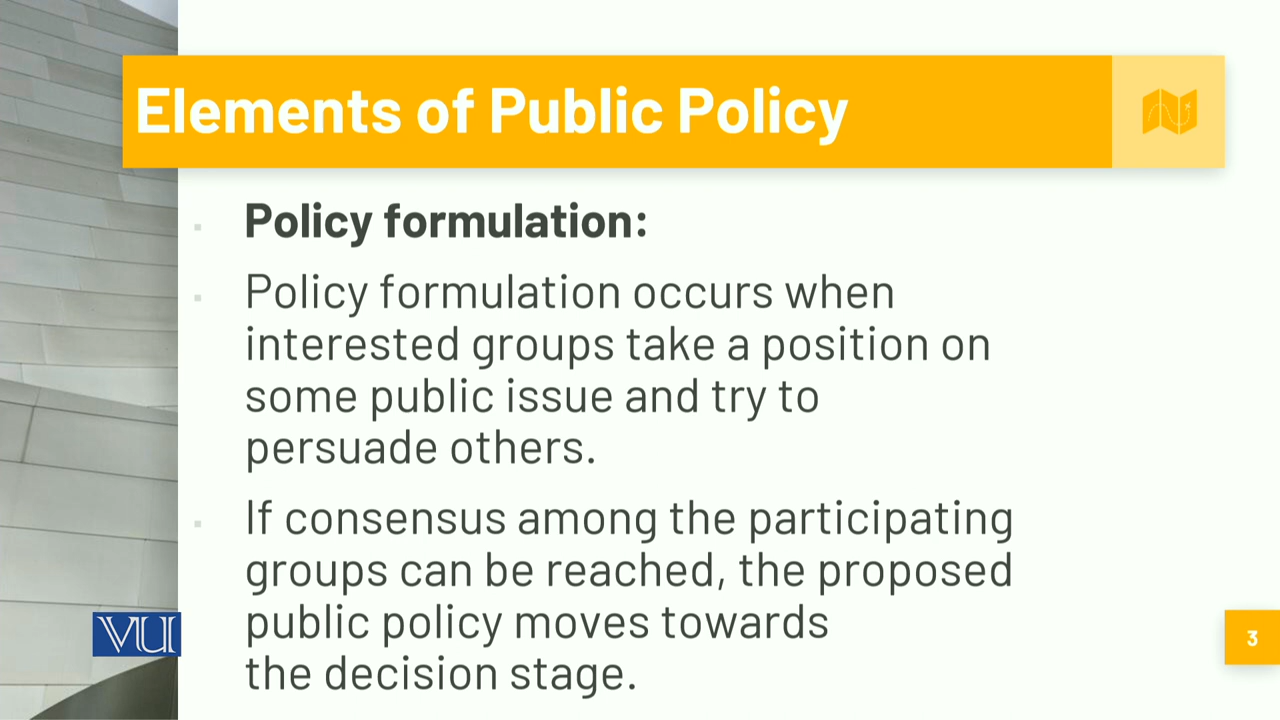 Elements of Public Policy
Policy formulation:
Policy formulation occurs when
interested groups take a position on
some public issue and try to
persuade others.
If consensus among the participating
groups can be reached, the proposed
public policy moves towards
the decision stage.
VU
3